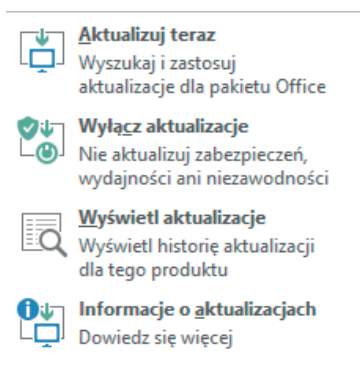 Aktualizuj teraz
Wyszukaj i zastosuj
aktualizacje dla pakietu Office
Wyłącz aktualizacje
Nie aktualizuj zabezpieczeń,
wydajności ani niezawodności
Wyświetl aktualizacje
Wyświetl historię aktualizacji
dla tego produktu
Informacje o aktualizacjach
Dowiedz się więcej